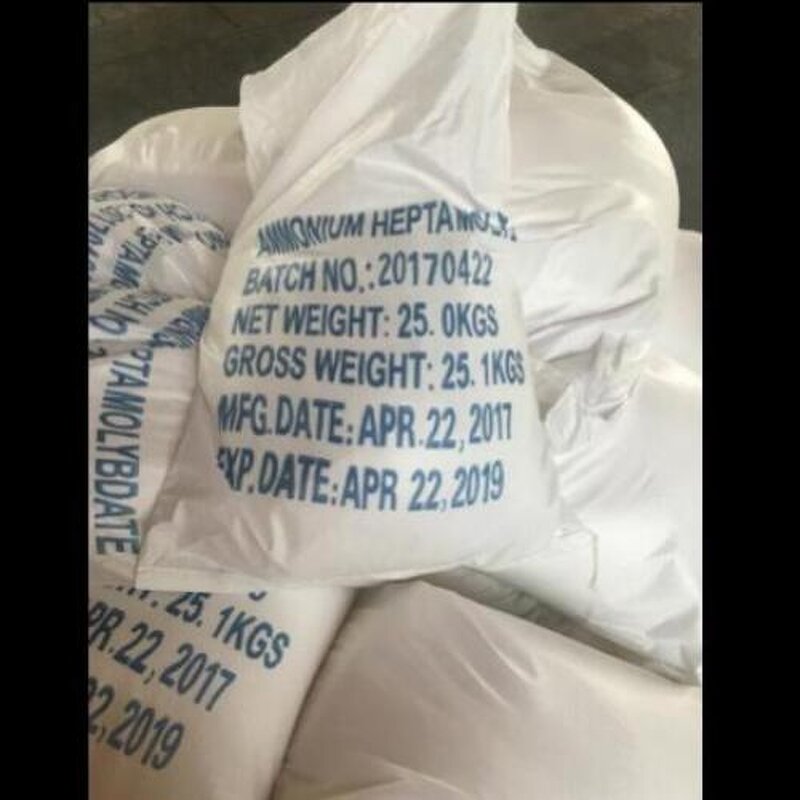 AMMONIUM HEPTAMOLY
BATCH NO.: 20170422
NET WEIGHT: 25.0KGS
GROSS WEIGHT: 25.1KGS
MFG.DATE: APR.22,2017
EXP.DATE: APR 22,2019
PTAMOLYBDATE
25.1KGS
PR.22,2017
22,2019